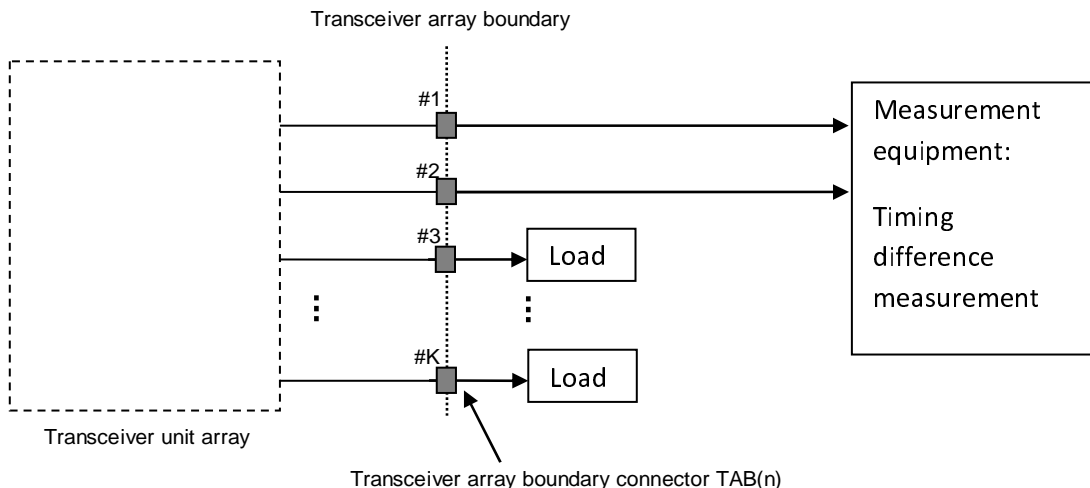 Transceiver array boundary
#1
#2
#3
#K
Load
Load
Measurement
equipment:
Timing
difference
measurement
Transceiver unit array
Transceiver array boundary connector TAB(n)